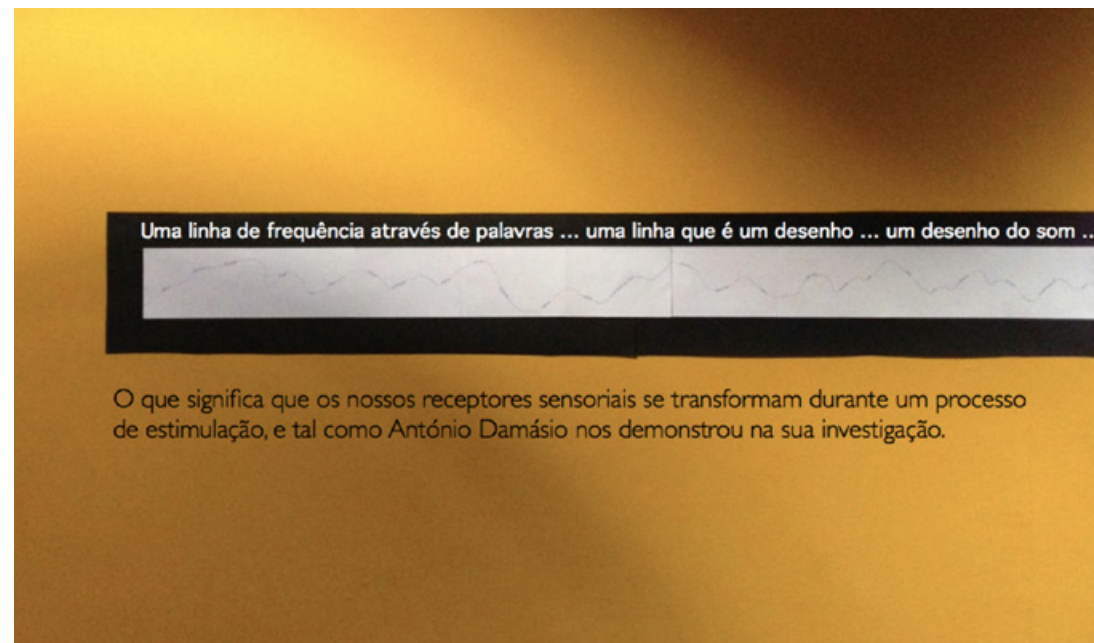 Uma linha de frequência através de palavras ... uma linha que é um desenho ... um desenho do som ..
O que significa que os nossos receptores sensoriais se transformam durante um processo
de estimulação, e tal como António Damásio nos demonstrou na sua investigação.